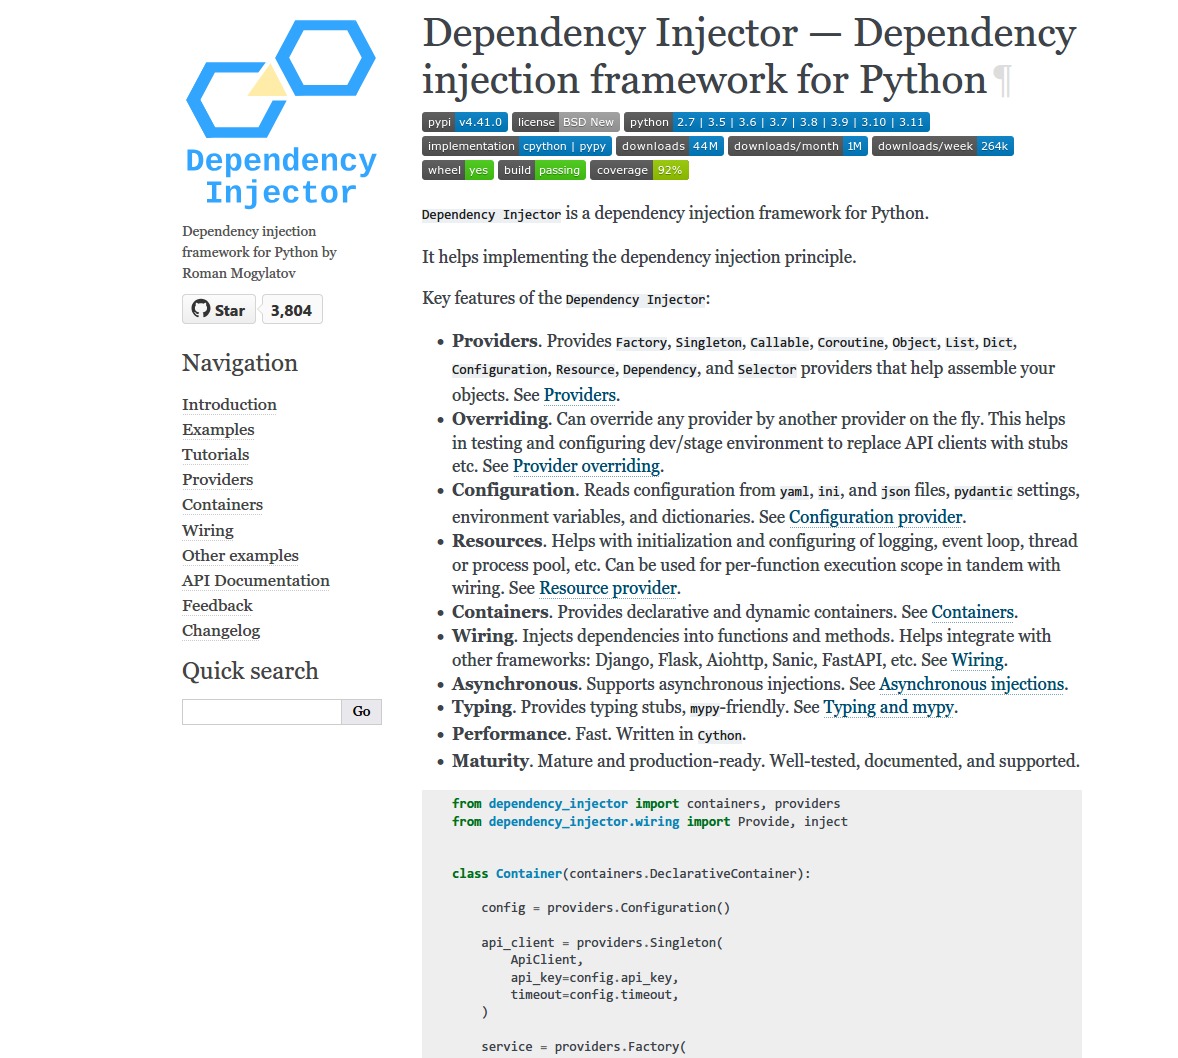 Dependency
Injector
Dependency injection
framework for Python by
Roman Mogylatov
Star 3,804
Navigation
Introduction
Examples
Tutorials
Providers
Containers
Wiring
Other examples
API Documentation
Feedback
Changelog
Quick search
Go
Dependency Injector — Dependency
injection framework for Python¶
pypi v4.41.0 license BSD New python 2.7 | 3.5 | 3.6 | 3.7 | 3.8 | 3.9 | 3.10 | 3.11
implementation cpython | pypy downloads 44M downloads/month 1M downloads/week 264k
wheel yes build passing coverage 92%
Dependency Injector is a dependency injection framework for Python.
It helps implementing the dependency injection principle.
Key features of the Dependency Injector:
• Providers. Provides Factory, Singleton, Callable, Coroutine, Object, List, Dict,
Configuration, Resource, Dependency, and Selector providers that help assemble your
objects. See Providers.
• Overriding. Can override any provider by another provider on the fly. This helps
in testing and configuring dev/stage environment to replace API clients with stubs
etc. See Provider overriding.
• Configuration. Reads configuration from yaml, ini, and json files, pydantic settings,
environment variables, and dictionaries. See Configuration provider.
• Resources. Helps with initialization and configuring of logging, event loop, thread
or process pool, etc. Can be used for per-function execution scope in tandem with
wiring. See Resource provider.
• Containers. Provides declarative and dynamic containers. See Containers.
• Wiring. Injects dependencies into functions and methods. Helps integrate with
other frameworks: Django, Flask, Aiohttp, Sanic, FastAPI, etc. See Wiring.
• Asynchronous. Supports asynchronous injections. See Asynchronous injections.
• Typing. Provides typing stubs, mypy-friendly. See Typing and mypy.
• Performance. Fast. Written in Cython.
• Maturity. Mature and production-ready. Well-tested, documented, and supported.
from dependency_injector import containers, providers
from dependency_injector.wiring import Provide, inject
class Container(containers.DeclarativeContainer):
config = providers.Configuration()
api_client = providers.Singleton(
ApiClient,
api_key=config.api_key,
timeout=config.timeout,
)
service = providers.Factory(